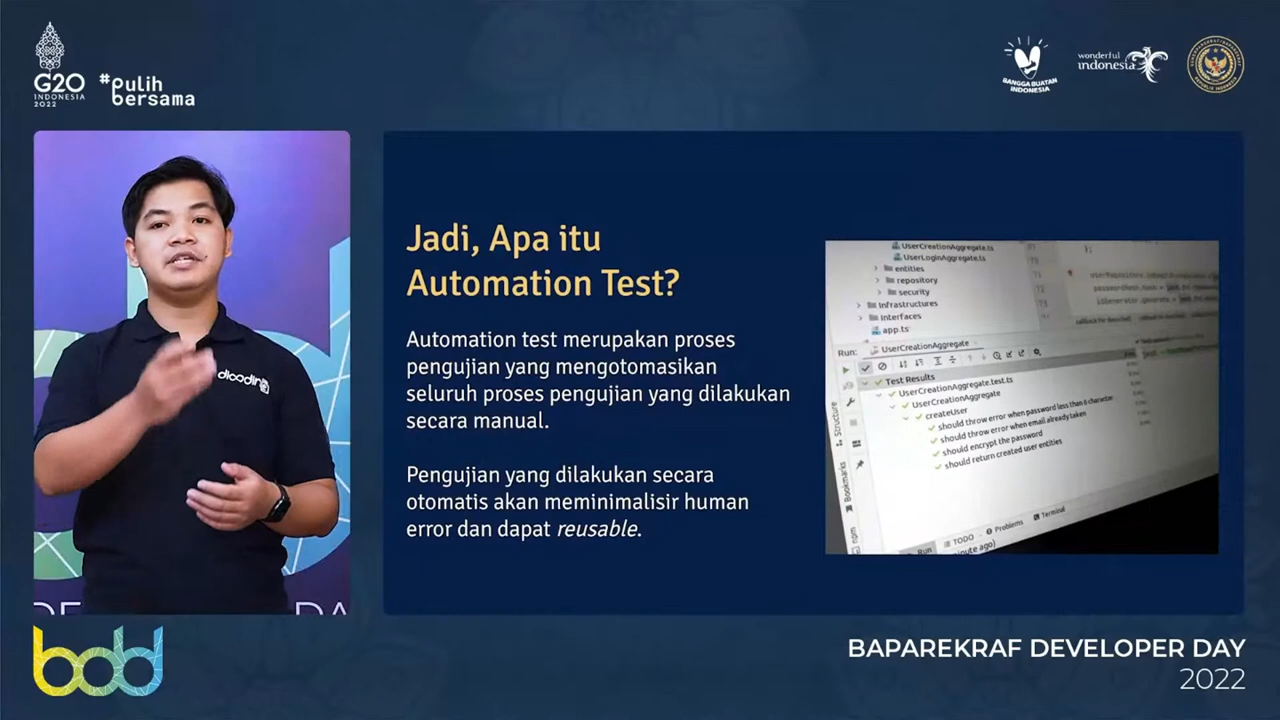 G20
INDONESIA
2022
#pulih
bersama
BANGGA BUATAN
INDONESIA
wonderful
indonesia
dicoding
Jadi, Apa itu
Automation Test?
Automation test merupakan proses
pengujian yang mengotomasikan
seluruh proses pengujian yang dilakukan
secara manual.
Pengujian yang dilakukan secara
otomatis akan meminimalisir human
error dan dapat reusable.
UserCreationAggregate.ts
UserLoginAggregate.ts
entities
repository
security
Infrastructures
Interfaces
app.ts
Run: UserCreationAggregate
Test Results
UserCreationAggregate.test.ts
UserCreationAggregate
createUser
should throw error when password less than 6 character
should throw error when email already taken
should encrypt the password
should return created user entities
Structure
Bookmarks
npm
Run TODO Problems Terminal
bdd
BAPAREKRAF DEVELOPER DAY
2022